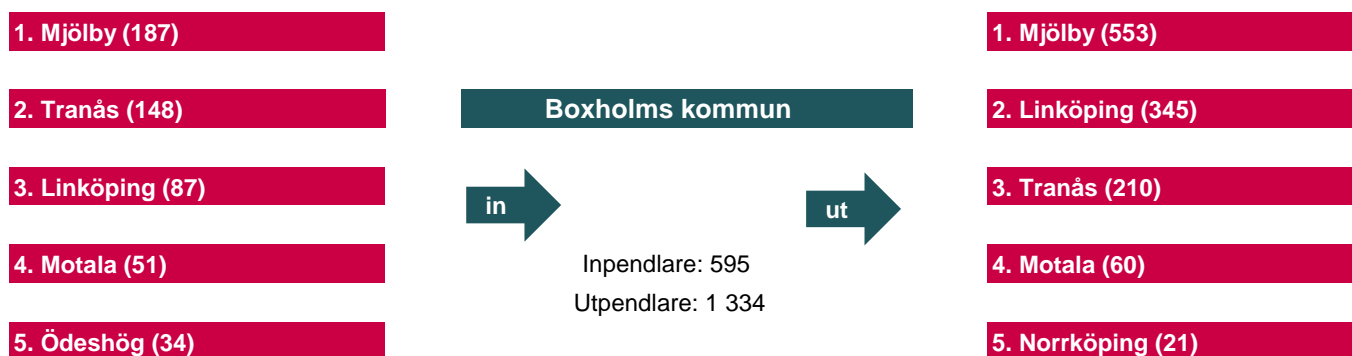 1. Mjölby (187)
2. Tranås (148)
3. Linköping (87)
4. Motala (51)
5. Ödeshög (34)
Boxholms kommun
in
ut
Inpendlare: 595
Utpendlare: 1 334
1. Mjölby (553)
2. Linköping (345)
3. Tranås (210)
4. Motala (60)
5. Norrköping (21)